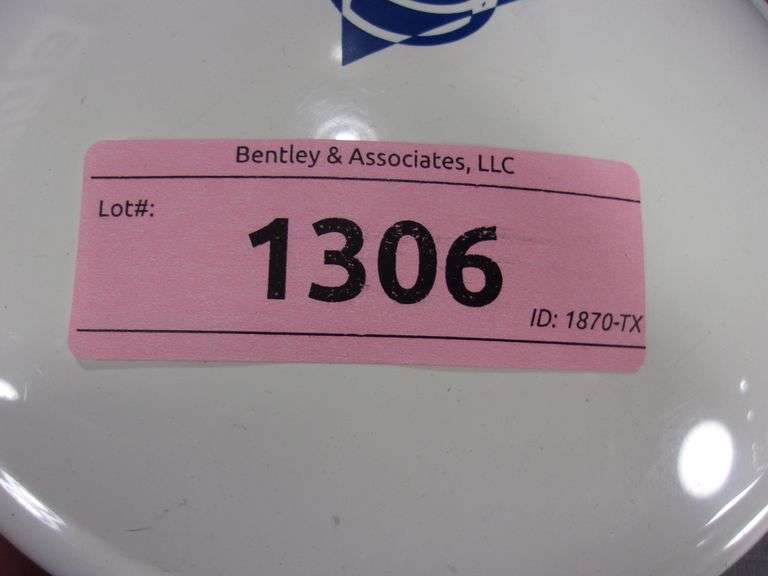 Bentley & Associates, LLC
Lot#:
1306
ID: 1870-TX